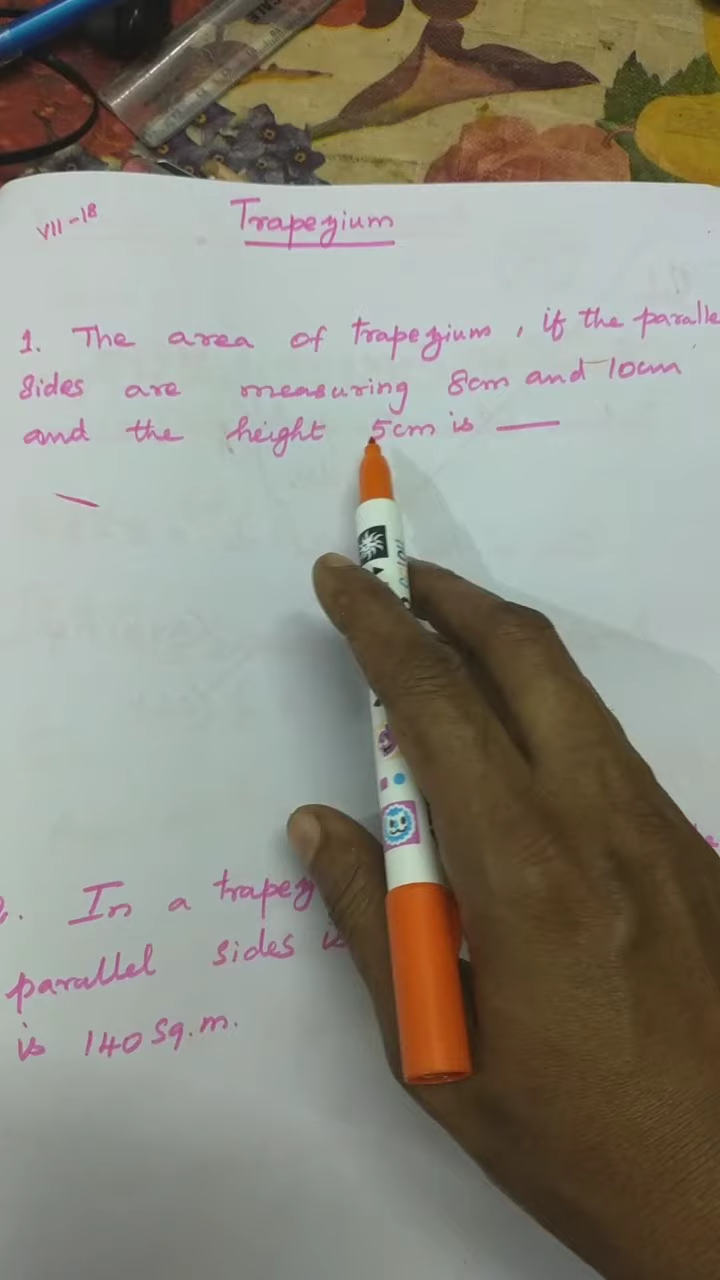 VII-18
Trapezium
1. The area of trapezium, if the paralle
sides are measuring 8cm and 10cm
and the height 5cm is —
2. In a trapez
parallel sides is
is 140 Sq.m.